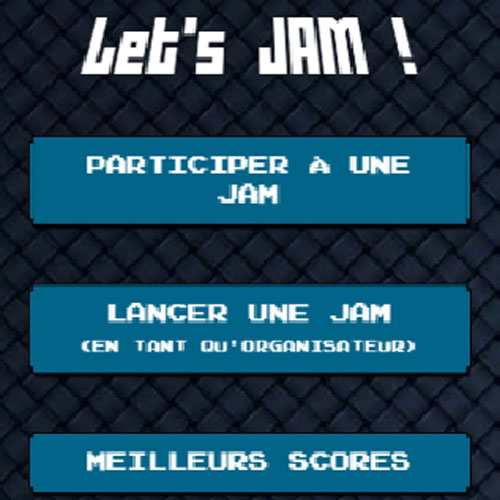 Let's JAM !
PARTICIPER À UNE
JAM
LANCER UNE JAM
(EN TANT QU'ORGANISATEUR)
MEILLEURS SCORES